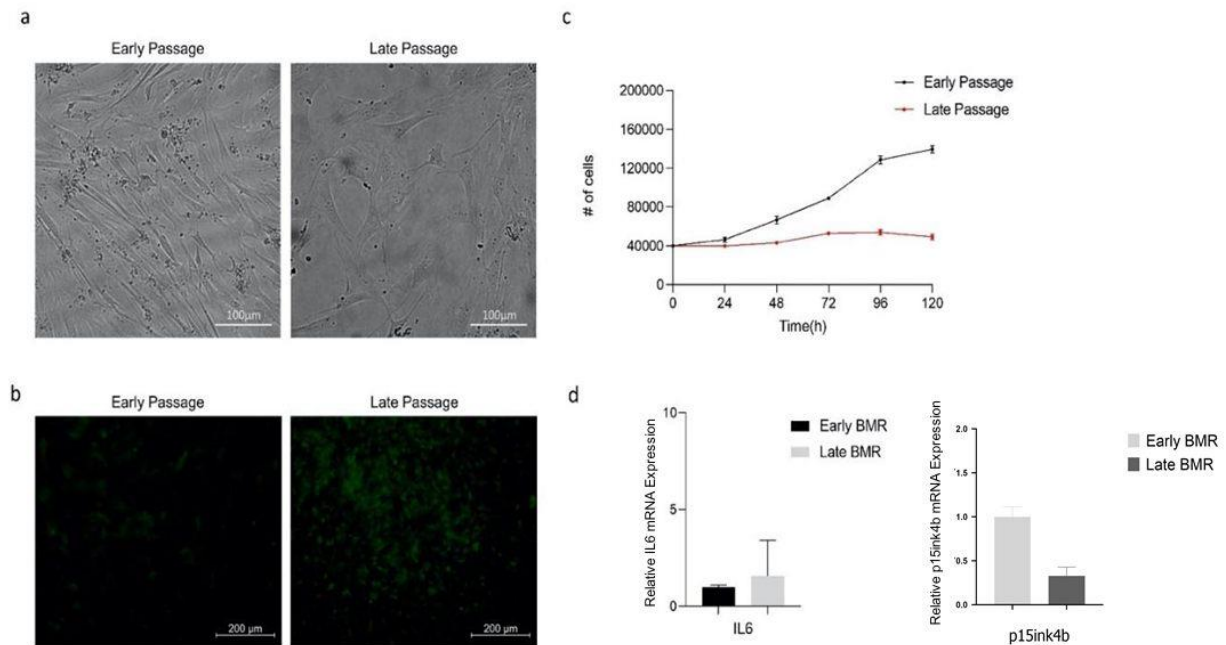 a
Early Passage
Late Passage
100μm
100μm
b
Early Passage
Late Passage
200 μm
200 μm
c
Early Passage
Late Passage
# of cells
200000
160000
120000
80000
40000
0
0 24 48 72 96 120
Time(h)
d
Relative IL6 mRNA Expression
10
5
0
Early BMR
Late BMR
IL6
Relative p15ink4b mRNA Expression
2.0
1.5
1.0
0.5
0.0
Early BMR
Late BMR
p15ink4b